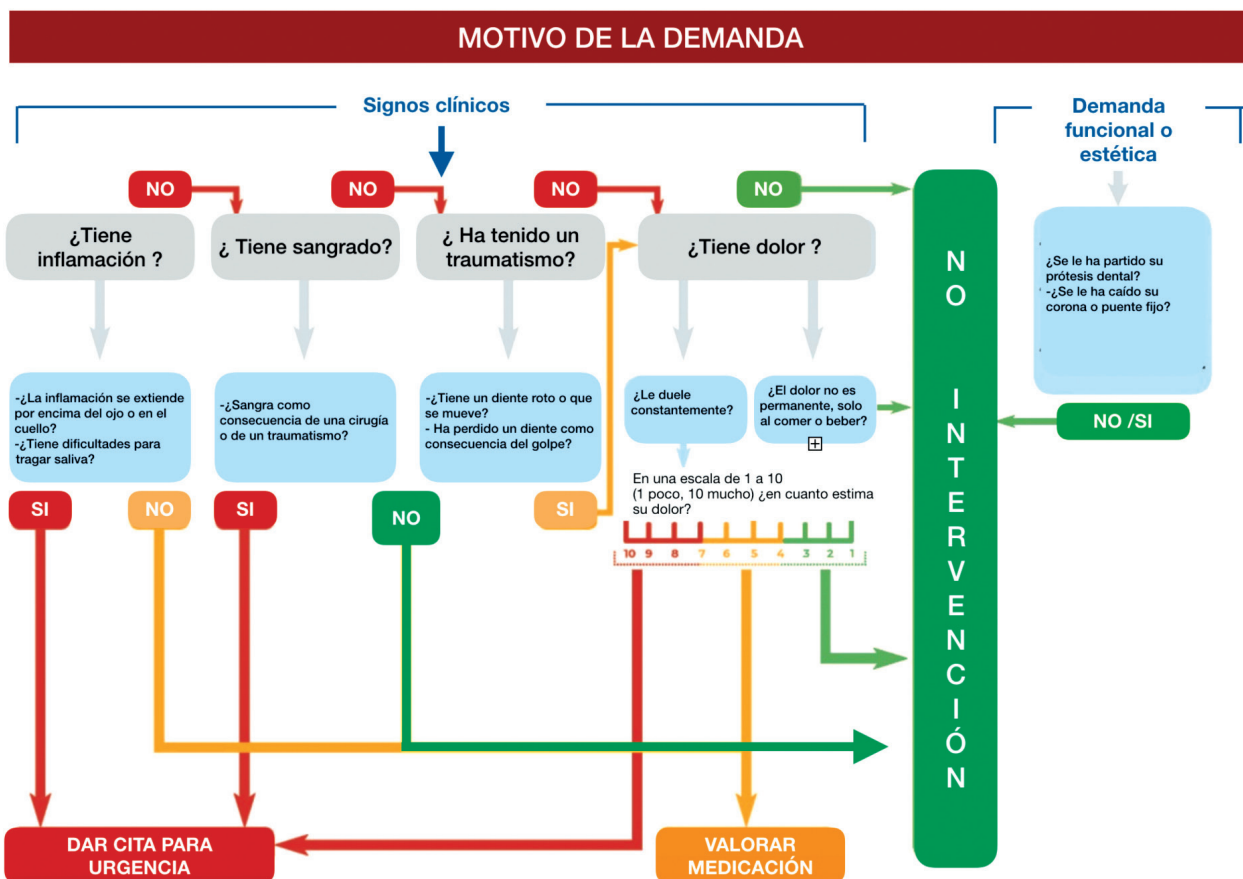 MOTIVO DE LA DEMANDA
Signos clínicos
Demanda
funcional o
estética
NO
NO
NO
NO
¿Tiene
inflamación ?
¿ Tiene sangrado?
¿ Ha tenido un
traumatismo?
¿Tiene dolor ?
-¿La inflamación se extiende
por encima del ojo o en el
cuello?
-¿Tiene dificultades para
tragar saliva?
-¿Sangra como
consecuencia de una cirugía
o de un traumatismo?
-¿Tiene un diente roto o que
se mueve?
- Ha perdido un diente como
consecuencia del golpe?
¿Le duele
constantemente?
¿El dolor no es
permanente, solo
al comer o beber?
¿Se le ha partido su
prótesis dental?
-¿Se le ha caído su
corona o puente fijo?
NO /SI
SI
NO
SI
NO
SI
En una escala de 1 a 10
(1 poco, 10 mucho) ¿en cuanto estima
su dolor?
10 9 8 7 6 5 4 3 2 1
N
O
I
N
T
E
R
V
E
N
C
I
Ó
N
DAR CITA PARA
URGENCIA
VALORAR
MEDICACIÓN